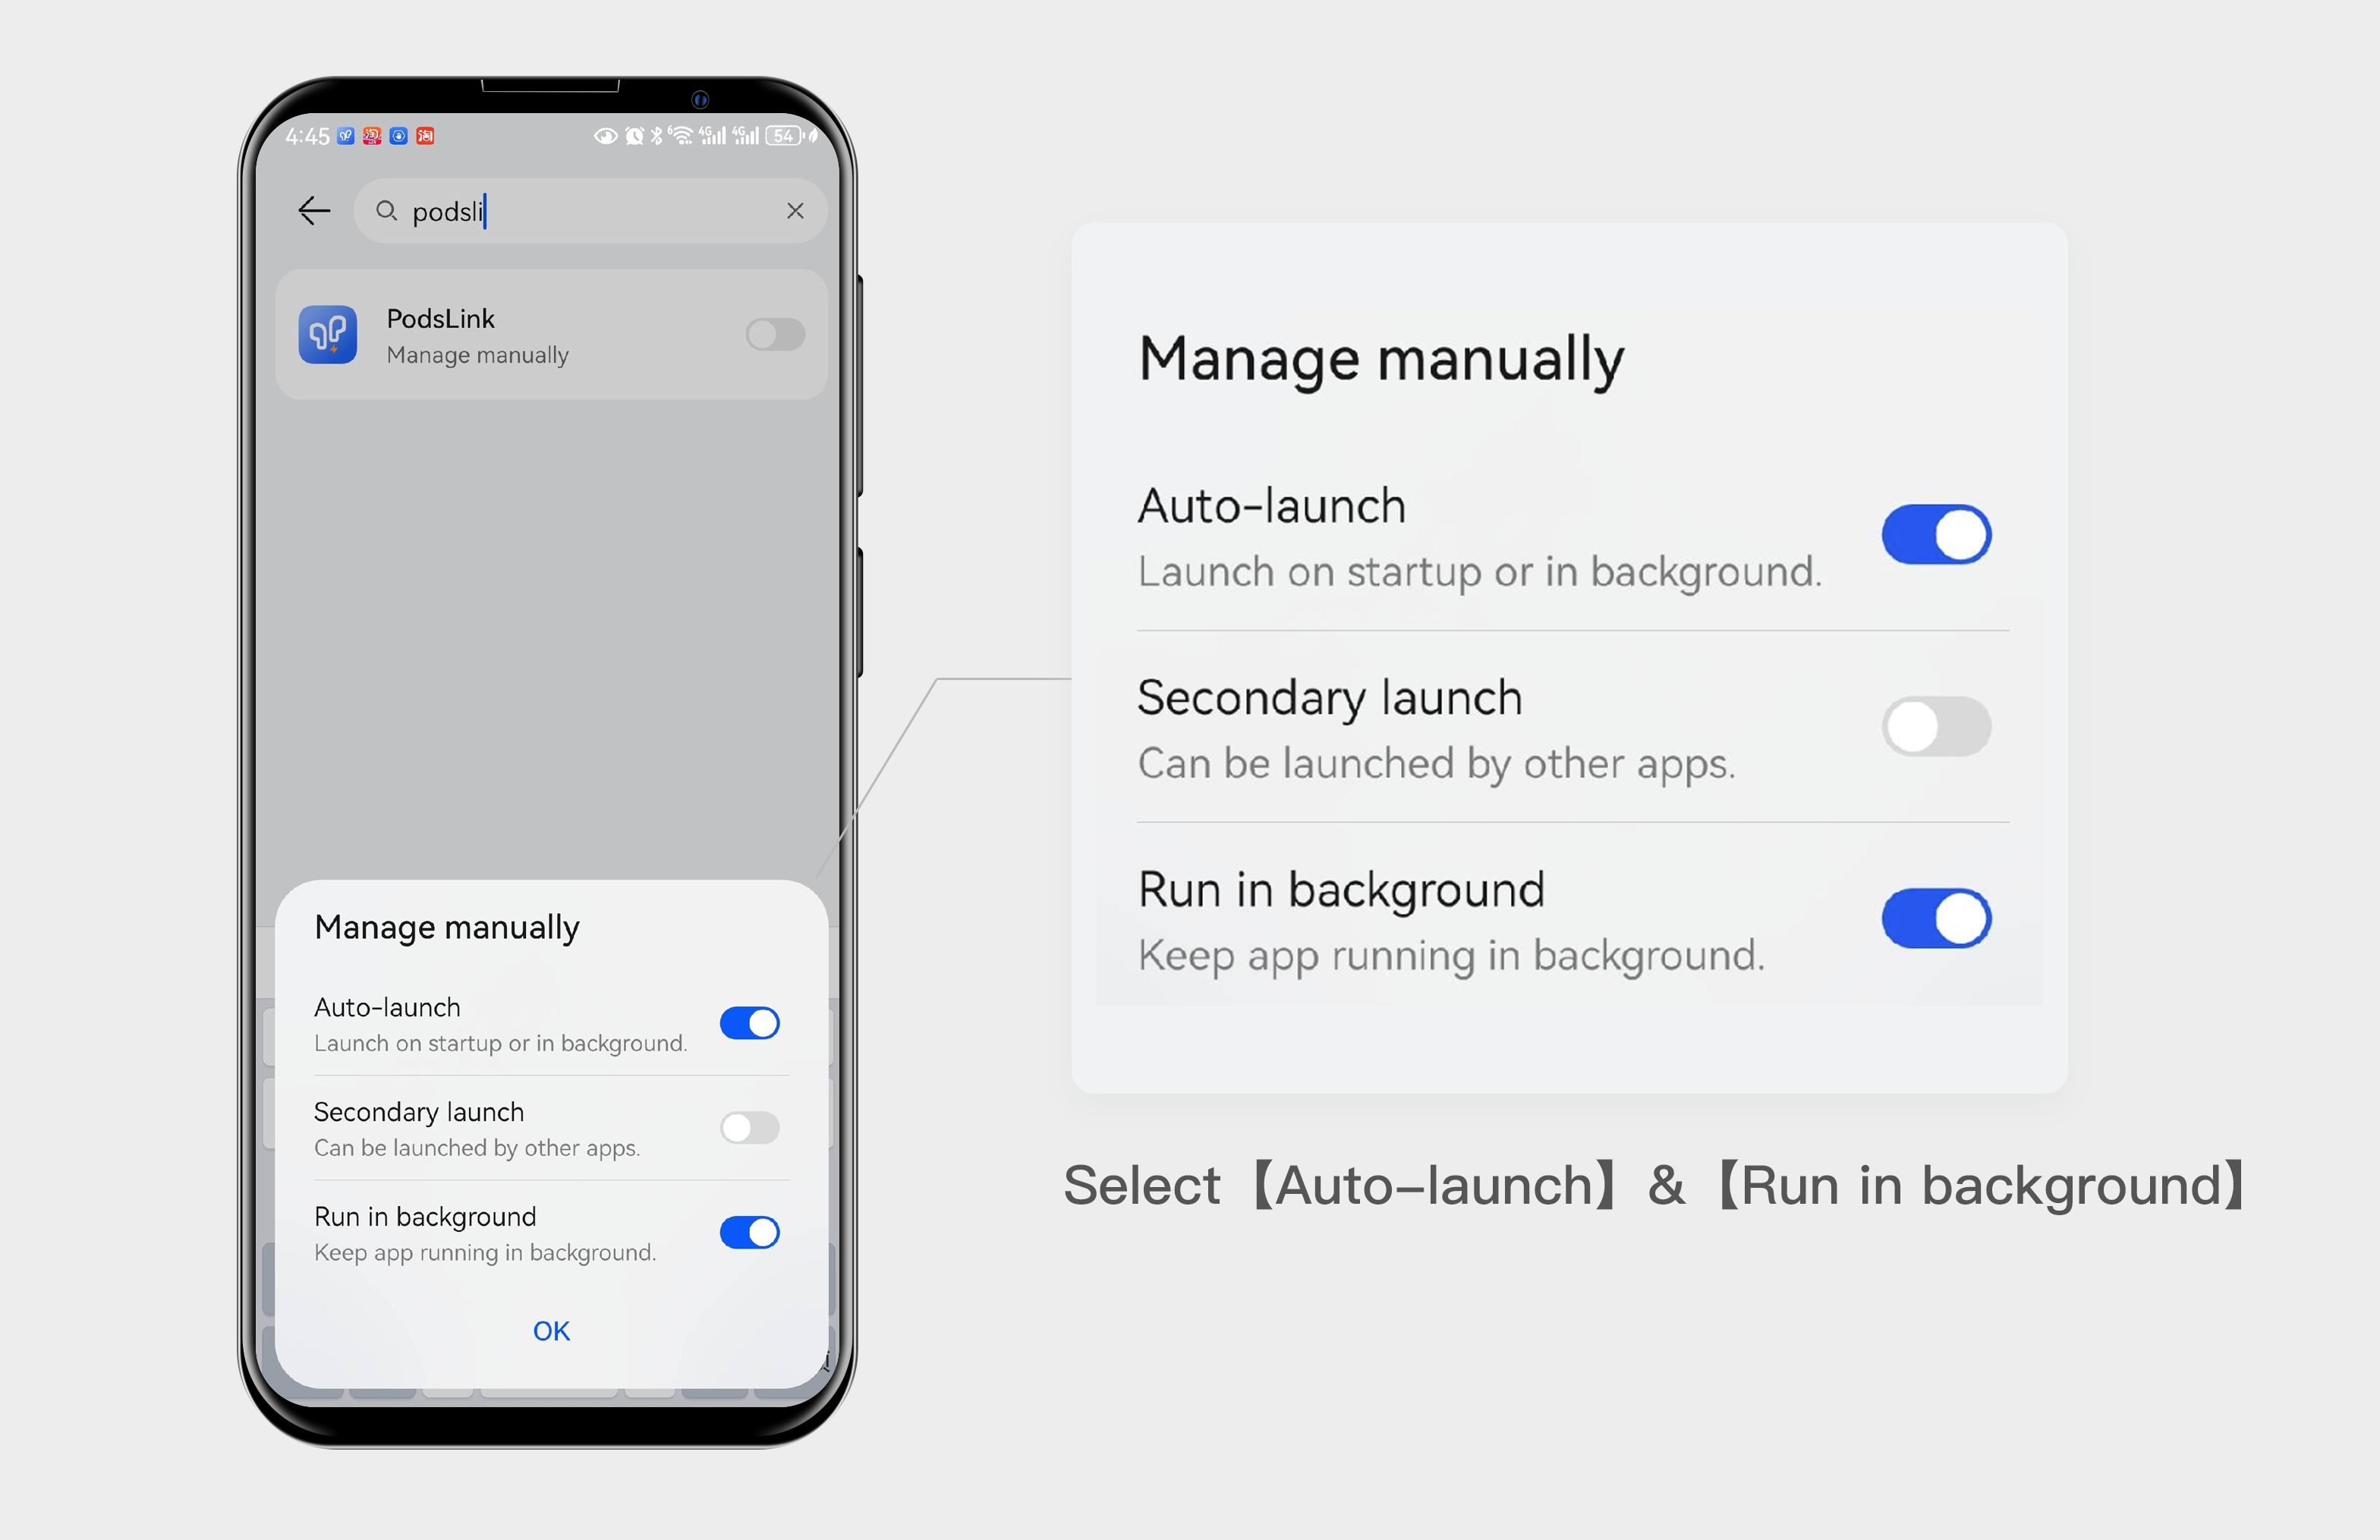 4:45
6 4G 4G 54
podsli
PodsLink
Manage manually
Manage manually
Auto-launch
Launch on startup or in background.
Secondary launch
Can be launched by other apps.
Run in background
Keep app running in background.
OK
Manage manually
Auto-launch
Launch on startup or in background.
Secondary launch
Can be launched by other apps.
Run in background
Keep app running in background.
Select【Auto-launch】&【Run in background】